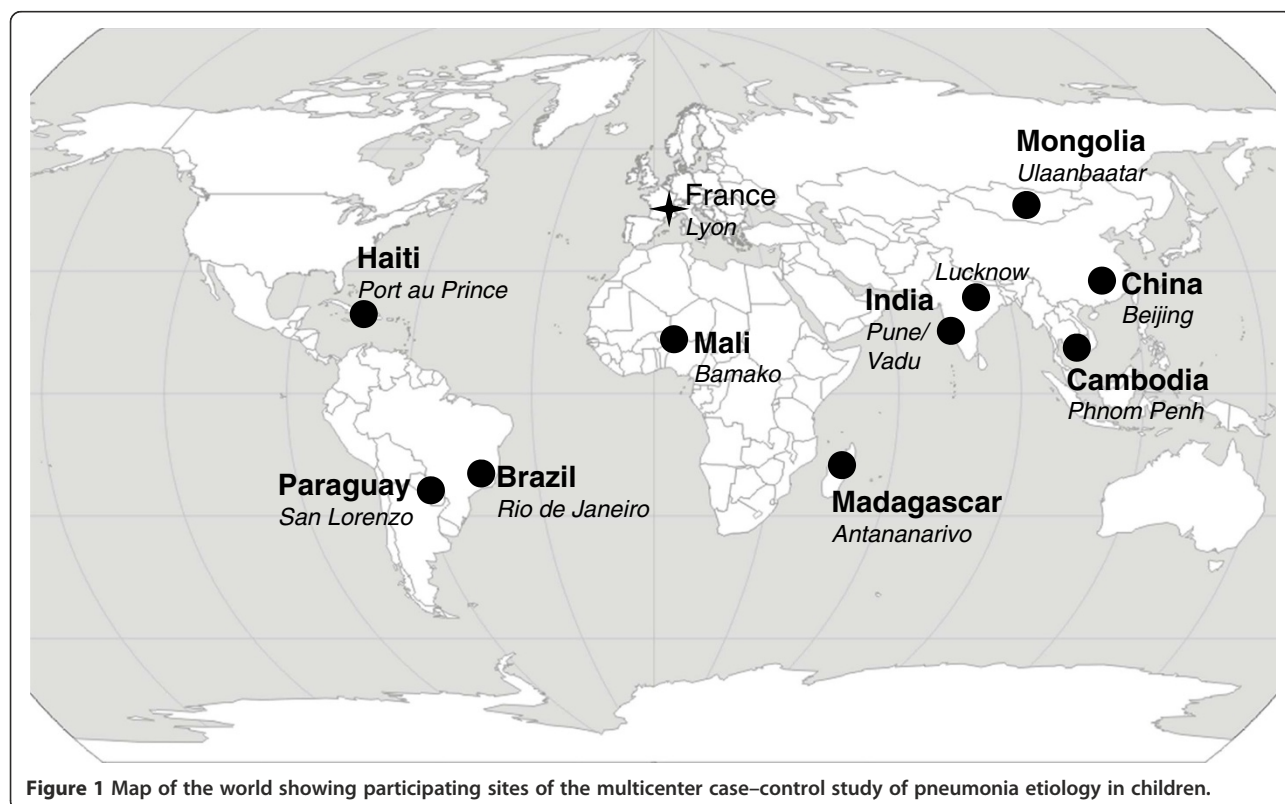 Mongolia
Ulaanbaatar
France
Lyon
Haiti
Port au Prince
Lucknow
China
Beijing
India
Pune/
Vadu
Mali
Bamako
Cambodia
Phnom Penh
Paraguay
San Lorenzo
Brazil
Rio de Janeiro
Madagascar
Antananarivo
Figure 1 Map of the world showing participating sites of the multicenter case–control study of pneumonia etiology in children.